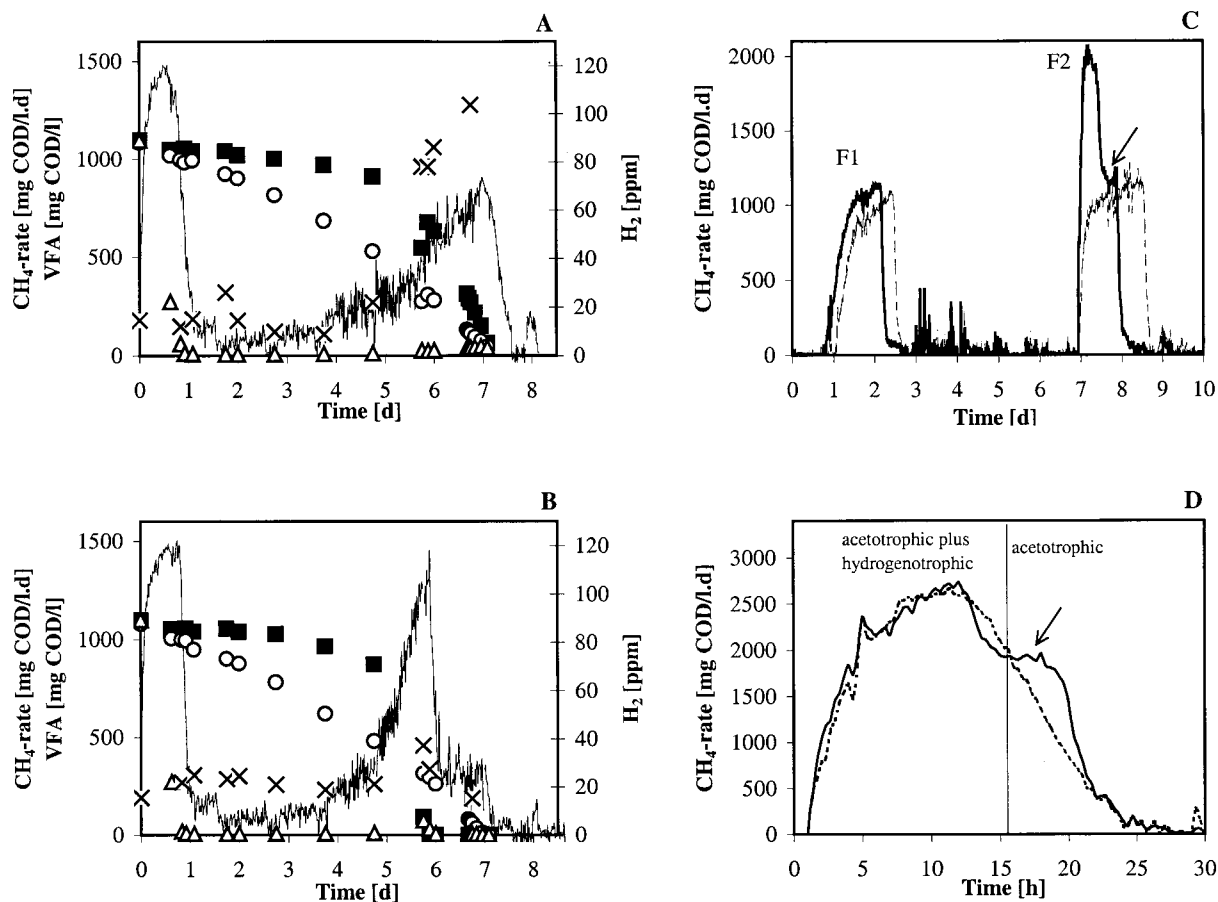 A
CH4-rate [mg COD/l.d]
VFA [mg COD/l]
1500
1000
500
0
120
100
80
60
40
20
0
H2 [ppm]
0 1 2 3 4 5 6 7 8
Time [d]
B
CH4-rate [mg COD/l.d]
VFA [mg COD/l]
1500
1000
500
0
120
100
80
60
40
20
0
H2 [ppm]
0 1 2 3 4 5 6 7 8
Time [d]
C
CH4-rate [mg COD/l.d]
2000
1500
1000
500
0
F1
F2
0 1 2 3 4 5 6 7 8 9 10
Time [d]
D
CH4-rate [mg COD/l.d]
3000
2500
2000
1500
1000
500
0
acetotrophic plus
hydrogenotrophic
acetotrophic
0 5 10 15 20 25 30
Time [h]